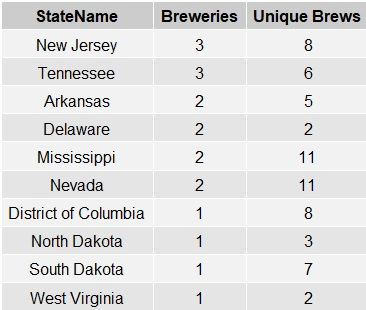 StateName Breweries Unique Brews
New Jersey 3 8
Tennessee 3 6
Arkansas 2 5
Delaware 2 2
Mississippi 2 11
Nevada 2 11
District of Columbia 1 8
North Dakota 1 3
South Dakota 1 7
West Virginia 1 2